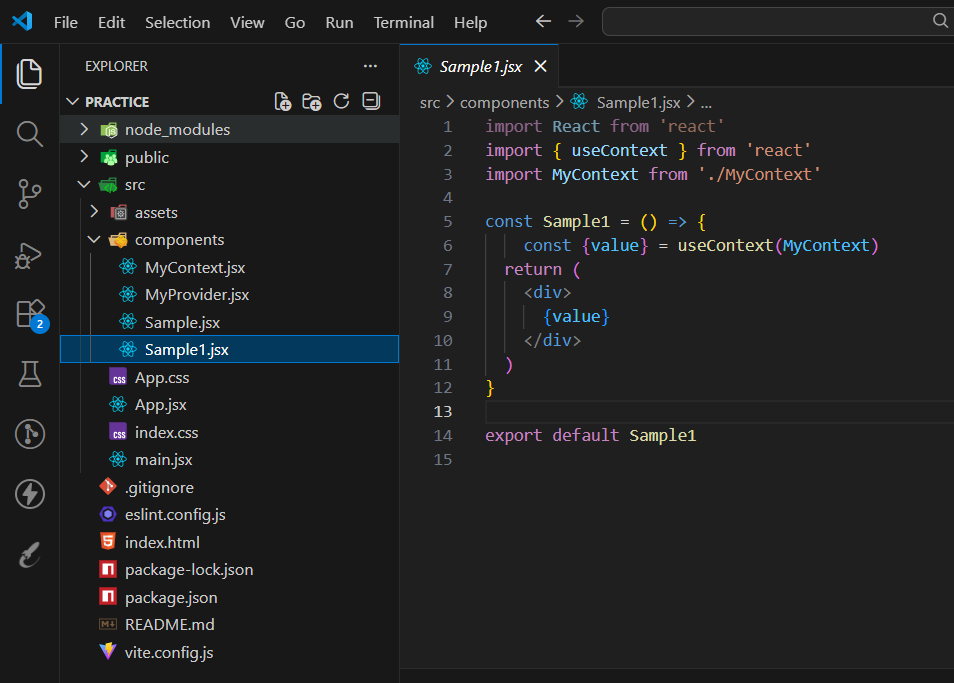 File Edit Selection View Go Run Terminal Help
EXPLORER
PRACTICE
node_modules
public
src
assets
components
MyContext.jsx
MyProvider.jsx
Sample.jsx
Sample1.jsx
App.css
App.jsx
index.css
main.jsx
.gitignore
eslint.config.js
index.html
package-lock.json
package.json
README.md
vite.config.js
2
Sample1.jsx
src > components > Sample1.jsx > ...
1 import React from 'react'
2 import { useContext } from 'react'
3 import MyContext from './MyContext'
4
5 const Sample1 = () => {
6 const {value} = useContext(MyContext)
7 return (
8 <div>
9 {value}
10 </div>
11 )
12 }
13
14 export default Sample1
15